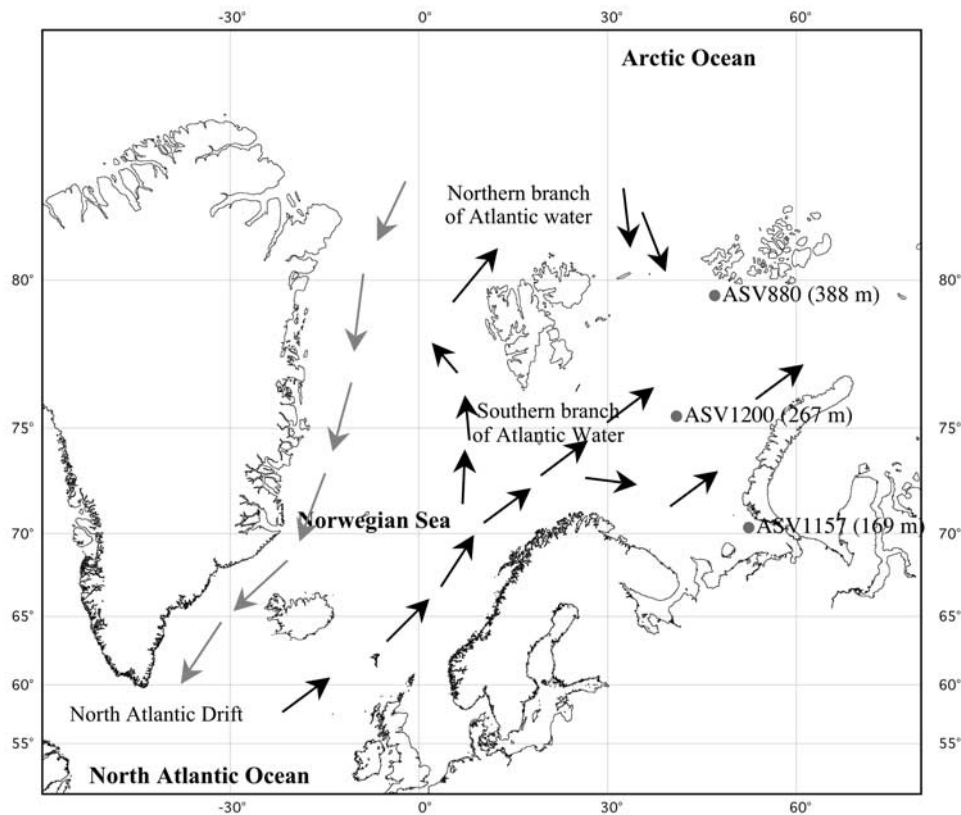 -30° 0° 30° 60°
Arctic Ocean
Northern branch
of Atlantic water
80° 80°
ASV880 (388 m)
Southern branch
of Atlantic Water
ASV1200 (267 m)
75° 75°
Norwegian Sea
ASV1157 (169 m)
70° 70°
65° 65°
60° 60°
North Atlantic Drift
55° 55°
North Atlantic Ocean
-30° 0° 30° 60°